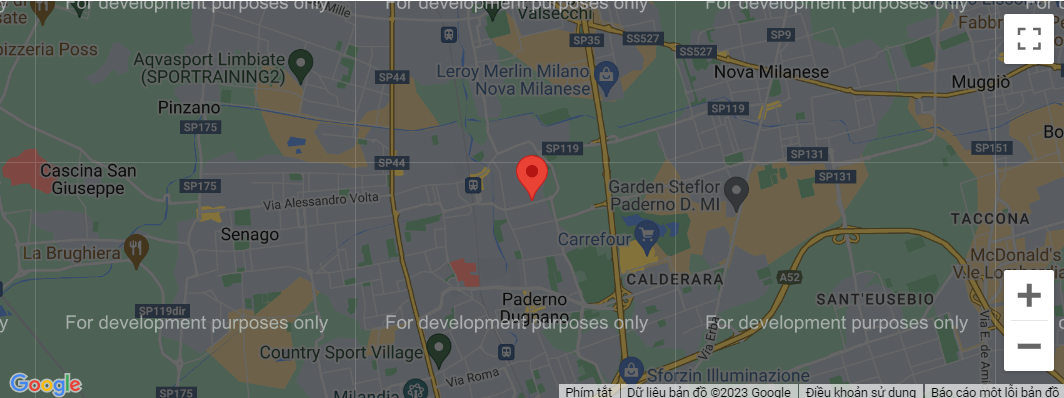 For development purposes only
For development purposes only
For development purposes only
Mille
sate
Valsecchi
Fabbri
SP35
SS527
SP9
SS527
pizzeria Poss
Aqvasport Limbiate
(SPORTRAINING2)
SP44
Leroy Merlin Milano
Nova Milanese
Nova Milanese
Muggiò
Pinzano
SP119
SP175
Bo
SP119
SP131
SP151
SP44
Cascina San
Giuseppe
SP175
SP131
Via Alessandro Volta
Garden Steflor
Paderno D. MI
TACCONA
Senago
Carrefour
La Brughiera
McDonald's
V.le Lombardia
CALDERARA
A52
Paderno
Dugnano
SANT'EUSEBIO
SP119dir
For development purposes only
For development purposes only
For development purposes only
Via Erba
Via E. de Ami
Country Sport Village
Via Roma
Sforzin Illuminazione
Google
SP175
Milandia
Phím tắt
Dữ liệu bản đồ ©2023 Google
Điều khoản sử dụng
Báo cáo một lỗi bản đồ